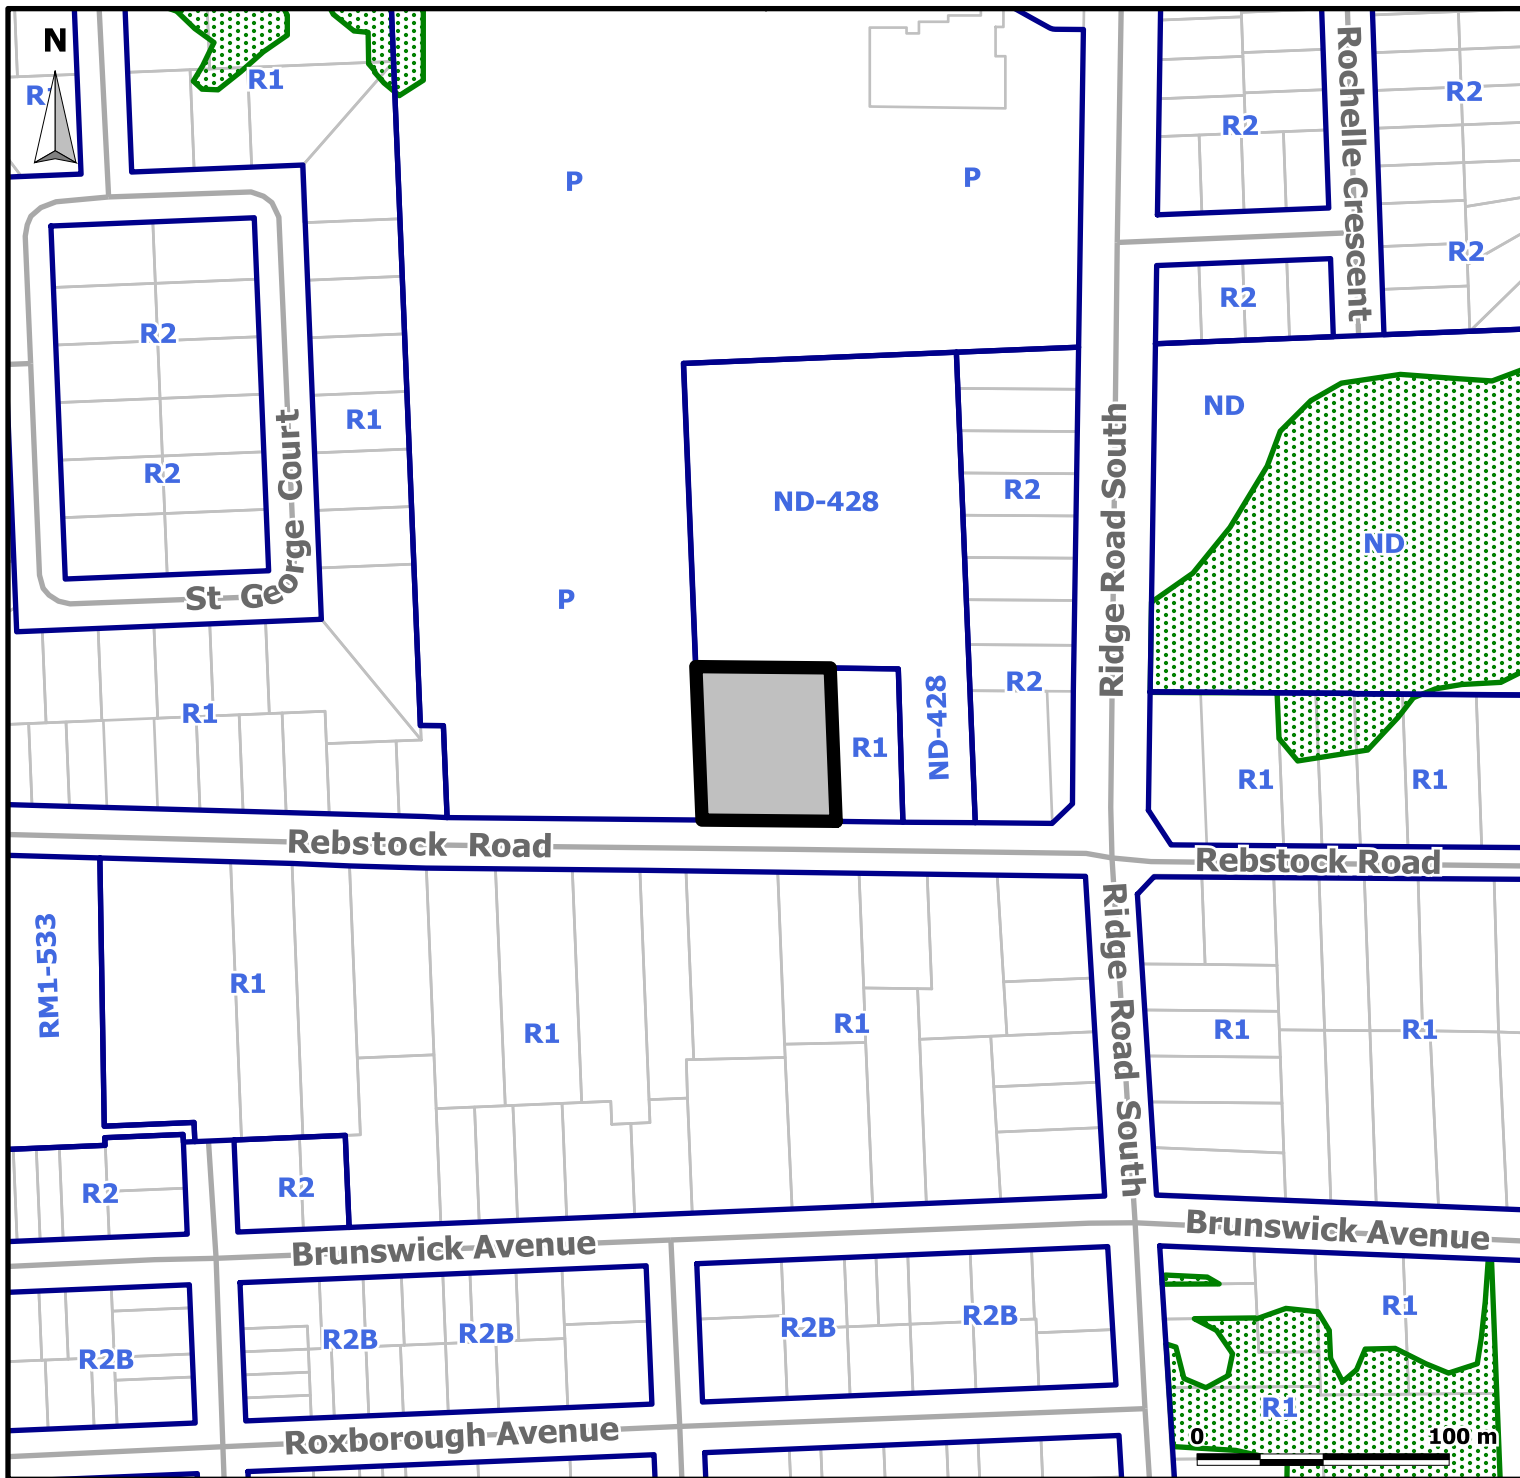 N
R1
Rochelle Crescent
R2
R2
P
P
R2
R2
R2
R1
ND
R2
ND-428
R2
St George Court
Ridge Road South
ND
P
R2
ND-428
R1
R1
R1
R1
Rebstock Road
Rebstock Road
RM1-533
R1
R1
R1
R1
R1
Ridge Road South
R2
R2
Brunswick Avenue
Brunswick Avenue
R2B
R2B
R2B
R2B
R2B
R1
R1
Roxborough Avenue
0 100 m